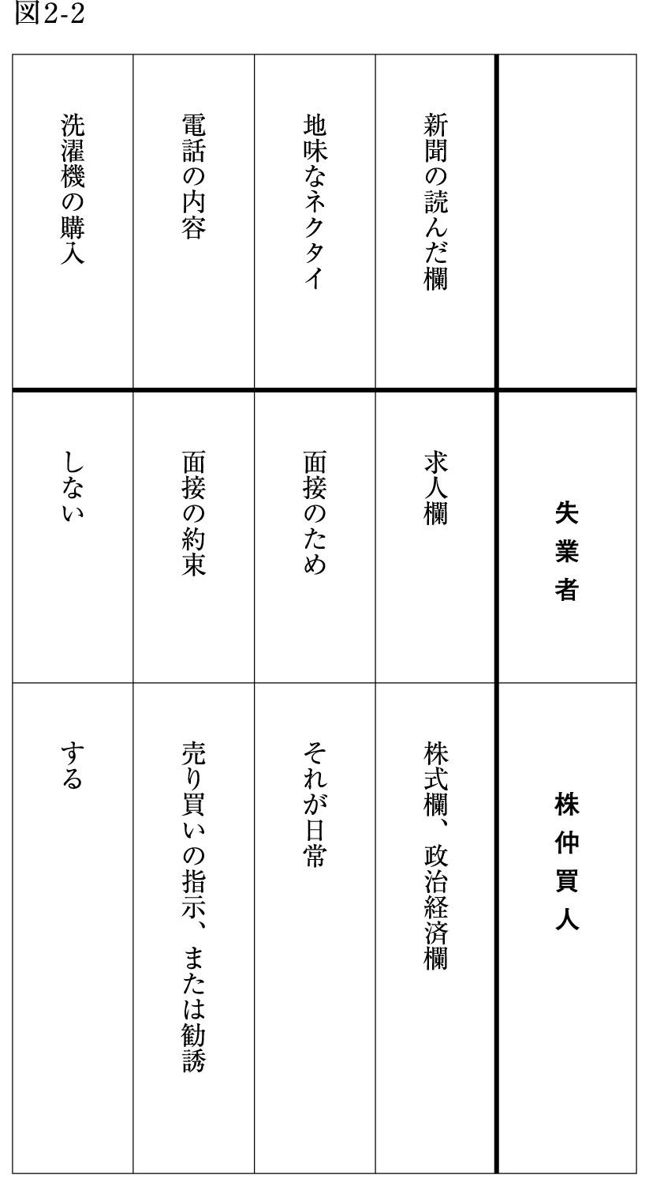 図2-2
失業者
株仲買人
新聞の読んだ欄
求人欄
株式欄、政治経済欄
地味なネクタイ
面接のため
それが日常
電話の内容
面接の約束
売り買いの指示、または勧誘
洗濯機の購入
しない
する